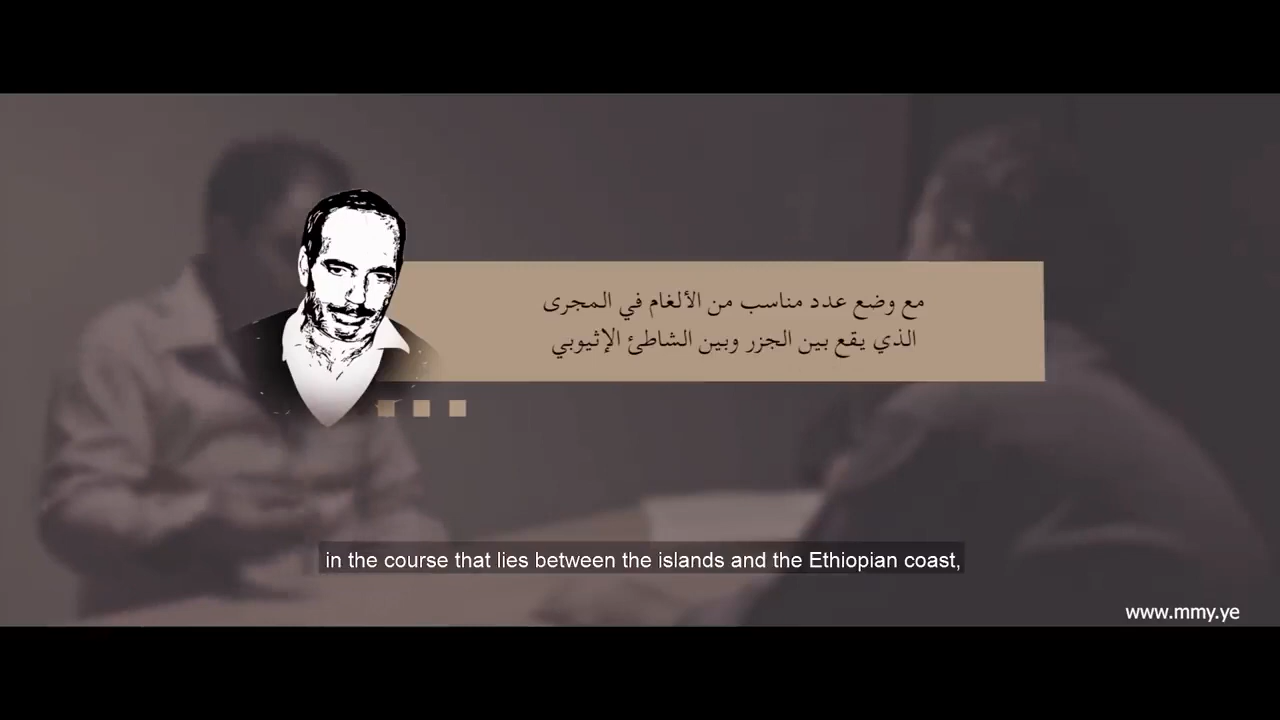 مع وضع عدد مناسب من الألغام في المجرى
الذي يقع بين الجزر وبين الشاطئ الإثيوبي
in the course that lies between the islands and the Ethiopian coast,
www.mmy.ye